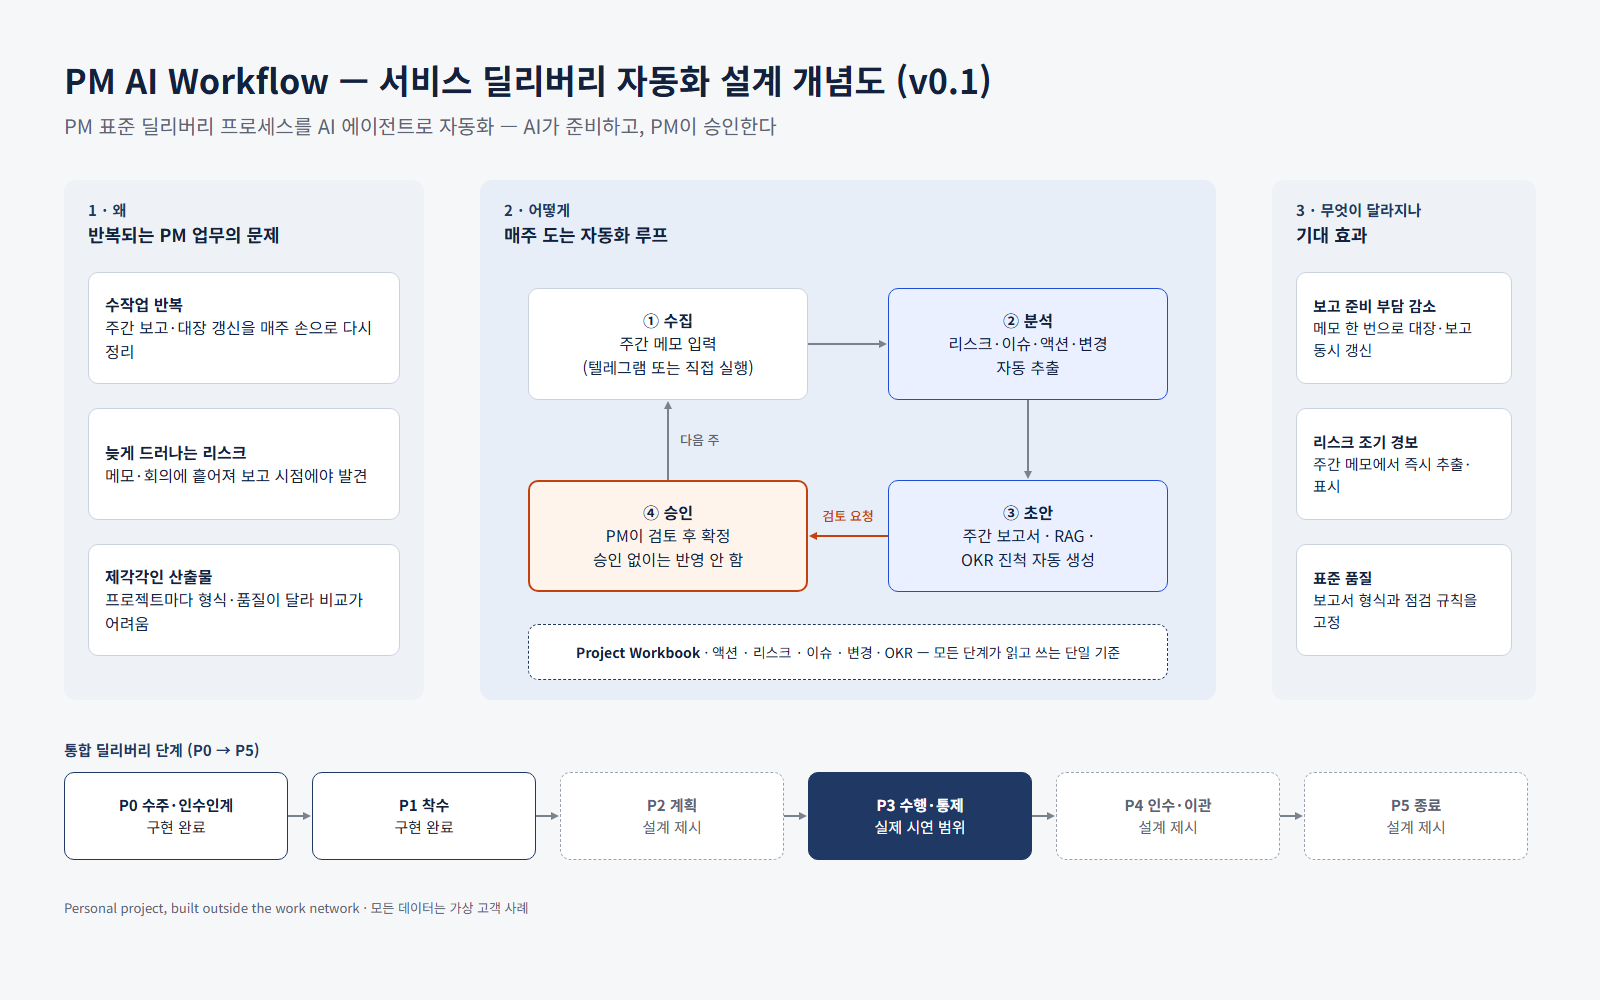 PM AI Workflow — 서비스 딜리버리 자동화 설계 개념도 (v0.1)
PM 표준 딜리버리 프로세스를 AI 에이전트로 자동화 — AI가 준비하고, PM이 승인한다
1 · 왜
반복되는 PM 업무의 문제
수작업 반복
주간 보고·대장 갱신을 매주 손으로 다시
정리
늦게 드러나는 리스크
메모·회의에 흩어져 보고 시점에야 발견
제각각인 산출물
프로젝트마다 형식·품질이 달라 비교가
어려움
2 · 어떻게
매주 도는 자동화 루프
① 수집
주간 메모 입력
(텔레그램 또는 직접 실행)
② 분석
리스크·이슈·액션·변경
자동 추출
다음 주
④ 승인
PM이 검토 후 확정
승인 없이는 반영 안 함
검토 요청
③ 초안
주간 보고서 · RAG ·
OKR 진척 자동 생성
Project Workbook · 액션 · 리스크 · 이슈 · 변경 · OKR — 모든 단계가 읽고 쓰는 단일 기준
3 · 무엇이 달라지나
기대 효과
보고 준비 부담 감소
메모 한 번으로 대장·보고
동시 갱신
리스크 조기 경보
주간 메모에서 즉시 추출·
표시
표준 품질
보고서 형식과 점검 규칙을
고정
통합 딜리버리 단계 (P0 → P5)
P0 수주·인수인계
구현 완료
P1 착수
구현 완료
P2 계획
설계 제시
P3 수행·통제
실제 시연 범위
P4 인수·이관
설계 제시
P5 종료
설계 제시
Personal project, built outside the work network · 모든 데이터는 가상 고객 사례